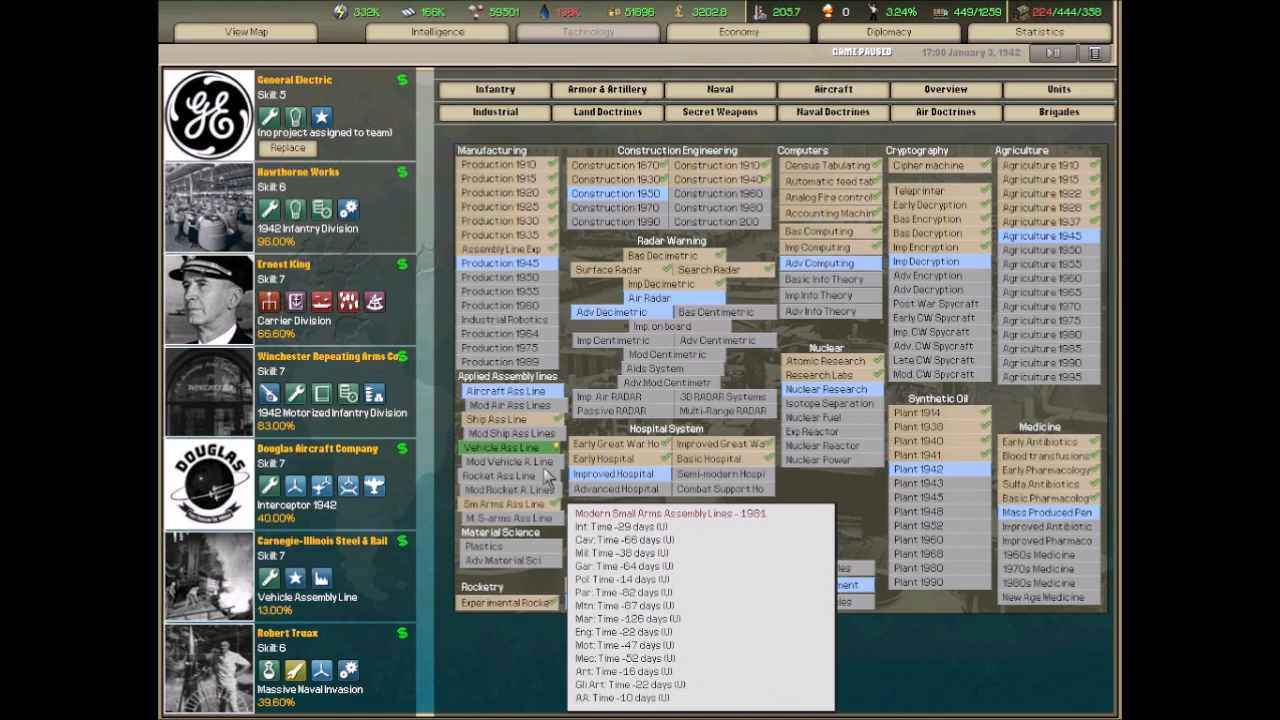 332K 166K 59501 138K 51896 3202.8 205.7 0 3.24% 449/1259 224/444/358
View Map Intelligence Technology Economy Diplomacy Statistics
GAME PAUSED 17:00 January 3, 1942
General Electric
Skill: 5
(no project assigned to team)
Replace
Hawthorne Works
Skill: 6
1942 Infantry Division
96.00%
Ernest King
Skill: 7
Carrier Division
66.60%
Winchester Repeating Arms Co
Skill: 7
WINCHESTER
1942 Motorized Infantry Division
83.00%
DOUGLAS
Douglas Aircraft Company
Skill: 7
Interceptor 1942
40.00%
Carnegie-Illinois Steel & Rail
Skill: 7
Vehicle Assembly Line
13.00%
Robert Truax
Skill: 6
Massive Naval Invasion
39.60%
Infantry Armor & Artillery Naval Aircraft Overview Units
Industrial Land Doctrines Secret Weapons Naval Doctrines Air Doctrines Brigades
Manufacturing
Production 1910
Production 1915
Production 1920
Production 1925
Production 1930
Production 1935
Assembly Line Exp
Production 1945
Production 1950
Production 1955
Production 1960
Industrial Robotics
Production 1964
Production 1975
Production 1989
Applied Assembly lines
Aircraft Ass Line
Mod Air Ass Lines
Ship Ass Line
Mod Ship Ass Lines
Vehicle Ass Line
Mod Vehicle A. Line
Rocket Ass Line
Mod Rocket A. Lines
Sm Arms Ass Line
M. S-arms Ass Line
Material Science
Plastics
Adv Material Sci
Rocketry
Experimental Rocke
Construction Engineering
Construction 1870 Construction 1910
Construction 1930 Construction 1940
Construction 1950 Construction 1960
Construction 1970 Construction 1980
Construction 1990 Construction 200
Radar Warning
Bas Decimetric
Surface Radar Search Radar
Imp Decimetric
Air Radar
Adv Decimetric Bas Centimetric
Imp. on board
Imp Centimetric Adv Centimetric
Mod Centimetric
Aids System
Adv.Mod Centimetr
Imp. Air RADAR 3D RADAR Systems
Passive RADAR Multi-Range RADAR
Hospital System
Early Great War Ho Improved Great Wa
Early Hospital Basic Hospital
Improved Hospital Semi-modern Hospi
Advanced Hospital Combat Support Ho
Modern Small Arms Assembly Lines - 1981
Inf: Time -29 days (U)
Cav: Time -66 days (U)
Mil: Time -38 days (U)
Gar: Time -64 days (U)
Pol: Time -14 days (U)
Par: Time -82 days (U)
Mtn: Time -87 days (U)
Mar: Time -126 days (U)
Eng: Time -22 days (U)
Mot: Time -47 days (U)
Mec: Time -52 days (U)
Art: Time -16 days (U)
Gli Art: Time -22 days (U)
AA: Time -10 days (U)
Computers
Census Tabulating
Automatic feed tab
Analog Fire control
Accounting Machin
Bas Computing
Imp Computing
Adv Computing
Basic Info Theory
Imp Info Theory
Adv Info Theory
Nuclear
Atomic Research
Research Labs
Nuclear Research
Isotope Separation
Nuclear Fuel
Exp Reactor
Nuclear Reactor
Nuclear Power
les
ment
les
Cryptography
Cipher machine
Teleprinter
Early Decryption
Bas Encryption
Bas Decryption
Imp Encryption
Imp Decryption
Adv Encryption
Adv Decryption
Post War Spycraft
Early CW Spycraft
Imp. CW Spycraft
Adv. CW Spycraft
Late CW Spycraft
Mod. CW Spycraft
Synthetic Oil
Plant 1914
Plant 1938
Plant 1940
Plant 1941
Plant 1942
Plant 1943
Plant 1945
Plant 1948
Plant 1952
Plant 1960
Plant 1968
Plant 1980
Plant 1990
Agriculture
Agriculture 1910
Agriculture 1915
Agriculture 1922
Agriculture 1928
Agriculture 1937
Agriculture 1945
Agriculture 1950
Agriculture 1955
Agriculture 1960
Agriculture 1965
Agriculture 1970
Agriculture 1975
Agriculture 1980
Agriculture 1990
Agriculture 1995
Medicine
Early Antibiotics
Blood transfusions
Early Pharmacology
Sulfa Antibiotics
Basic Pharmacolog
Mass Produced Pen
Improved Antibiotic
Improved Pharmaco
1960s Medicine
1970s Medicine
1980s Medicine
New Age Medicine